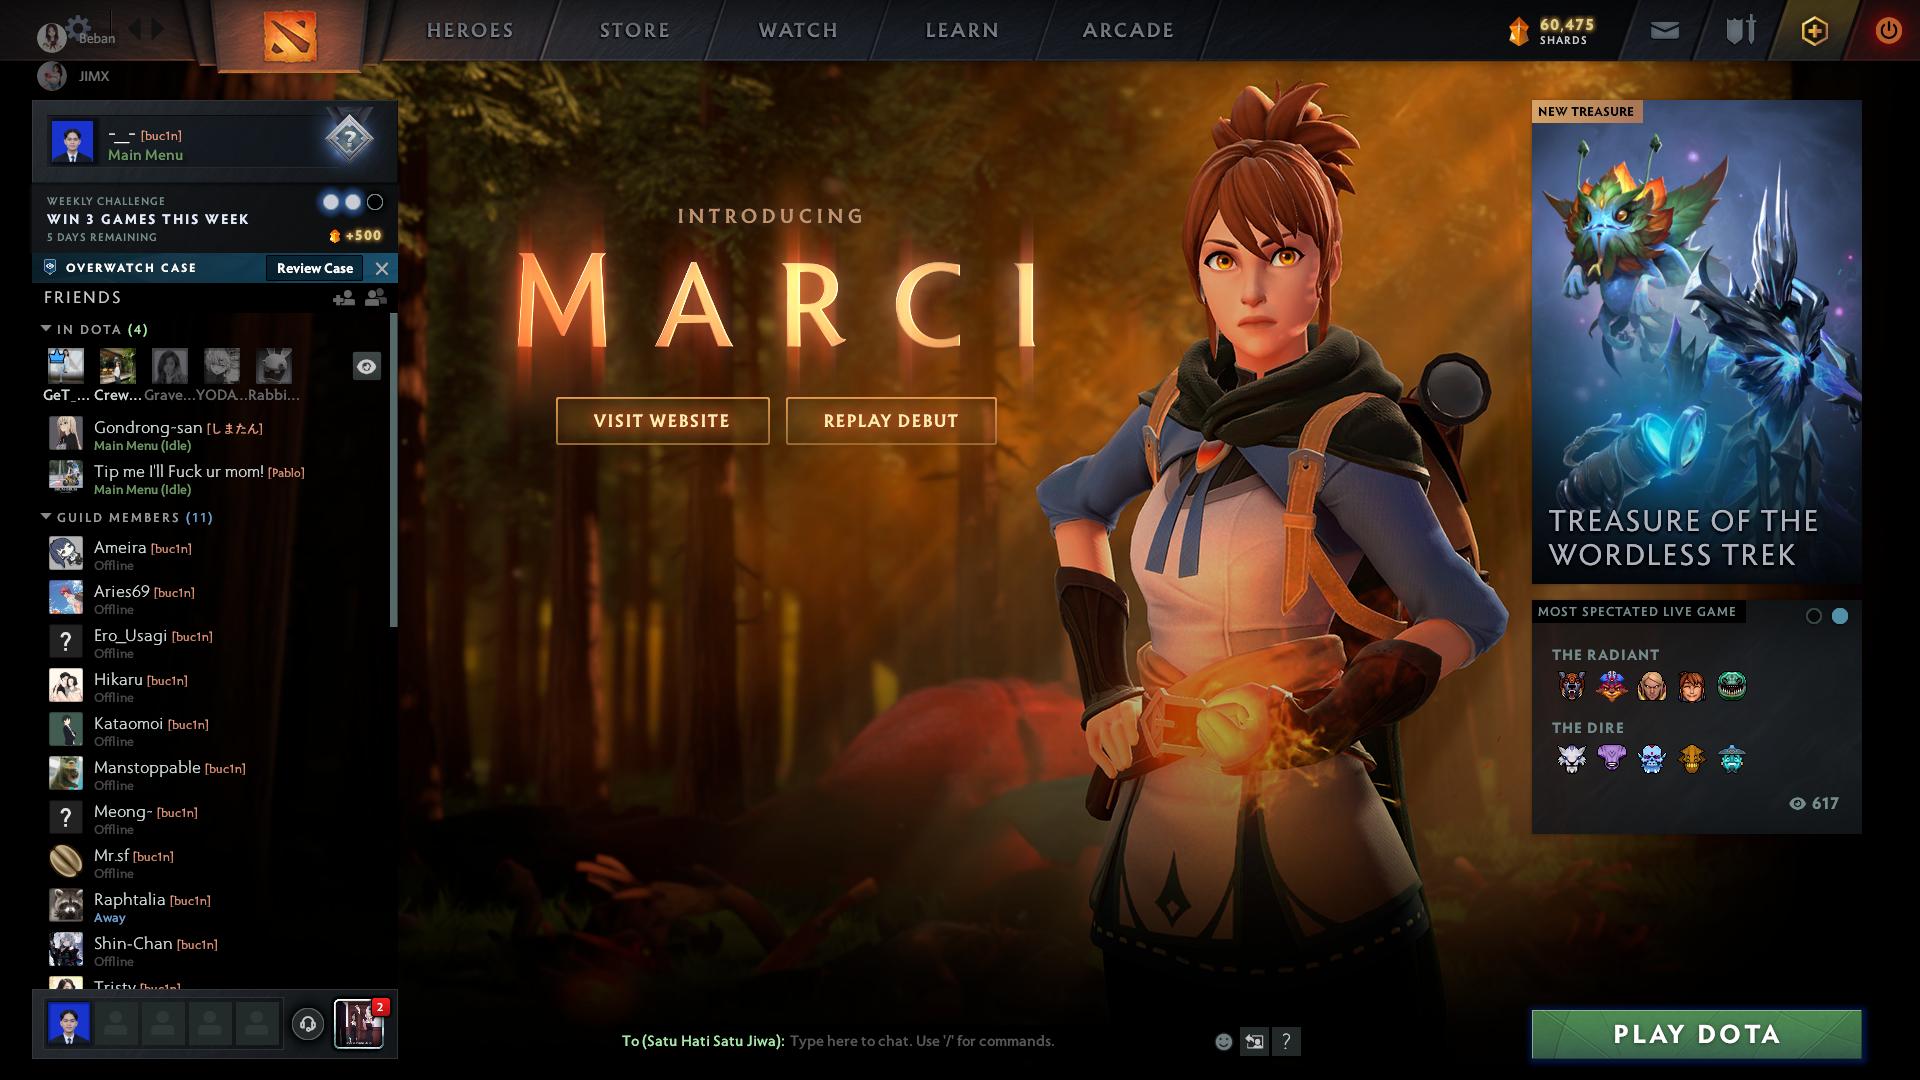 Beban
HEROES
STORE
WATCH
LEARN
ARCADE
60,475
SHARDS
JIMX
-__- [buc1n]
Main Menu
WEEKLY CHALLENGE
WIN 3 GAMES THIS WEEK
5 DAYS REMAINING
+500
OVERWATCH CASE
Review Case
FRIENDS
IN DOTA (4)
GeT_... Crew... Grave... YODA... Rabbi...
Gondrong-san [しまたん]
Main Menu (Idle)
Tip me I'll Fuck ur mom! [Pablo]
Main Menu (Idle)
GUILD MEMBERS (11)
Ameira [buc1n]
Offline
Aries69 [buc1n]
Offline
?
Ero_Usagi [buc1n]
Offline
Hikaru [buc1n]
Offline
Kataomoi [buc1n]
Offline
Manstoppable [buc1n]
Offline
?
Meong~ [buc1n]
Offline
Mr.sf [buc1n]
Offline
Raphtalia [buc1n]
Away
Shin-Chan [buc1n]
Offline
Tristy [buc1n]
2
INTRODUCING
MARCI
VISIT WEBSITE
REPLAY DEBUT
To (Satu Hati Satu Jiwa): Type here to chat. Use '/' for commands.
?
NEW TREASURE
TREASURE OF THE
WORDLESS TREK
MOST SPECTATED LIVE GAME
THE RADIANT
THE DIRE
617
PLAY DOTA